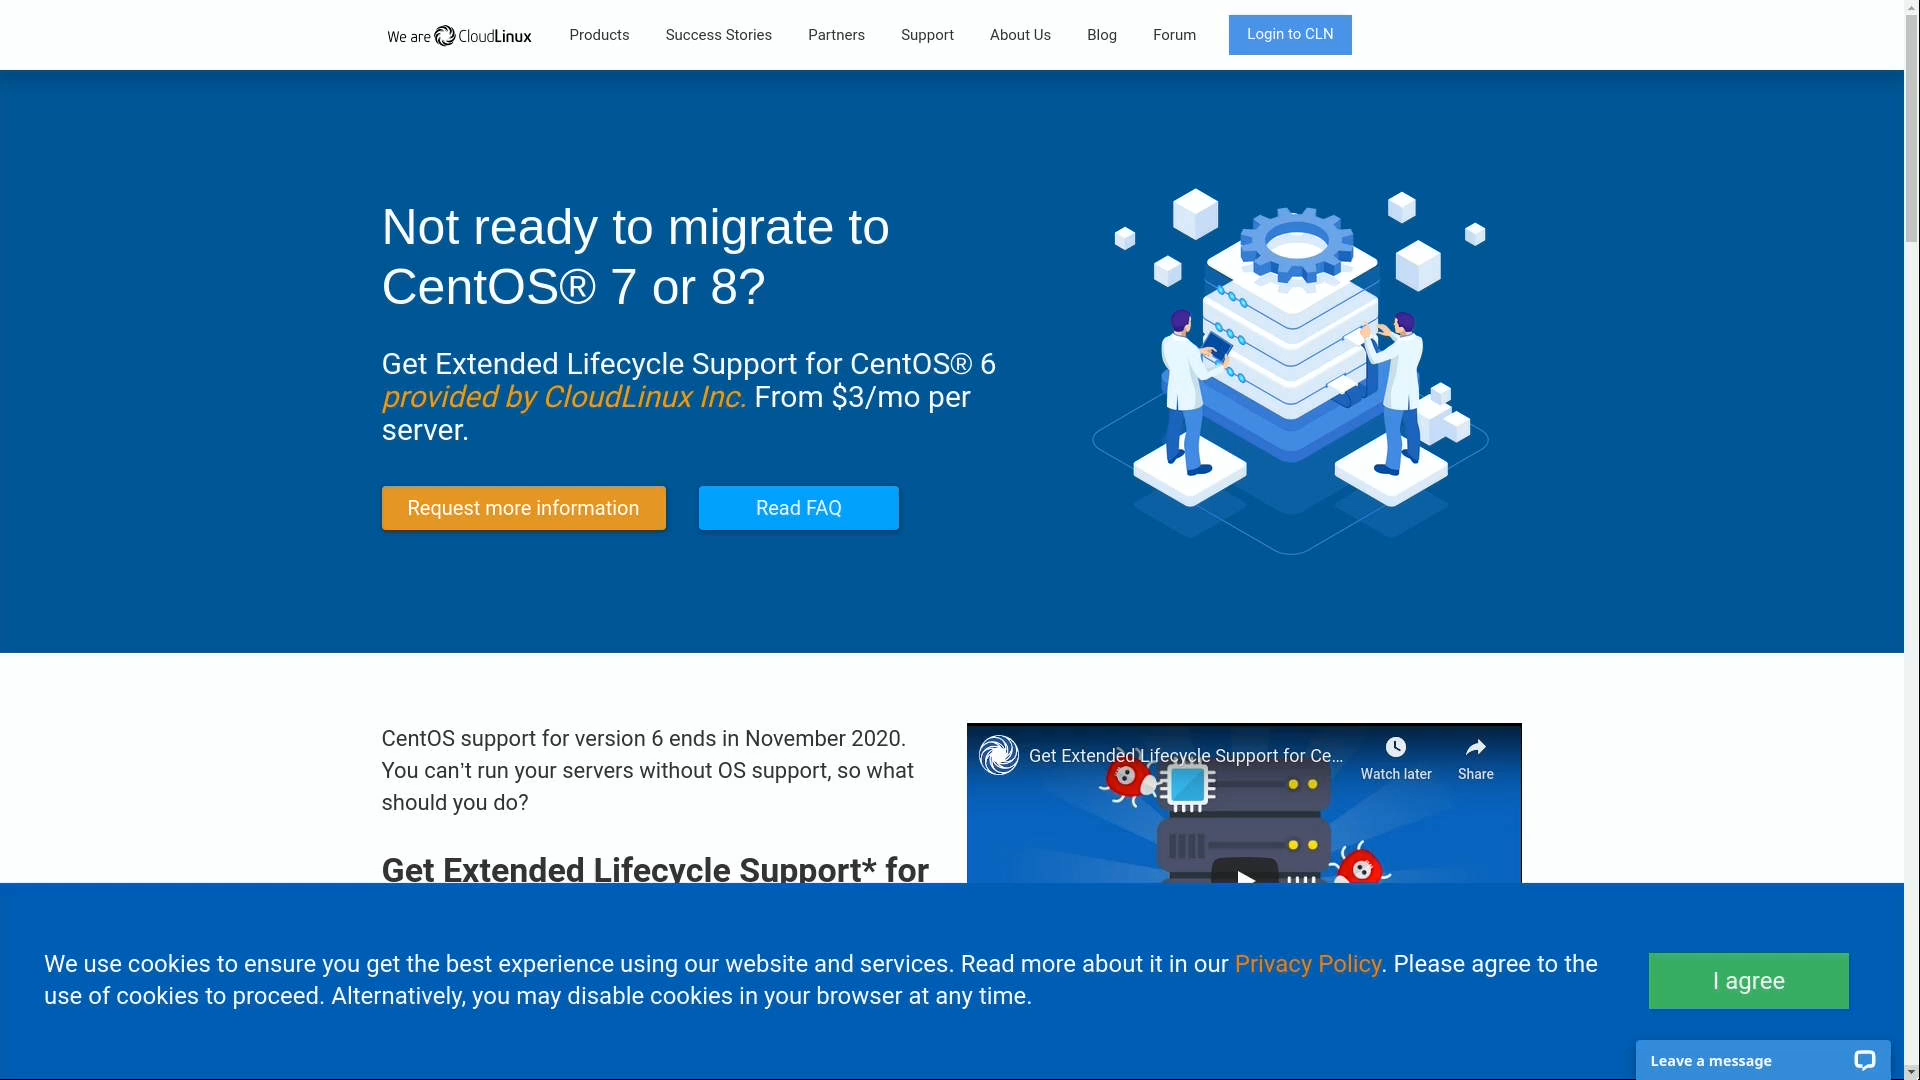 We are CloudLinux
Products
Success Stories
Partners
Support
About Us
Blog
Forum
Login to CLN
Not ready to migrate to
CentOS® 7 or 8?
Get Extended Lifecycle Support for CentOS® 6
provided by CloudLinux Inc. From $3/mo per
server.
Request more information
Read FAQ
CentOS support for version 6 ends in November 2020.
You can't run your servers without OS support, so what
should you do?
Get Extended Lifecycle Support* for
Get Extended Lifecycle Support for Ce...
Watch later
Share
We use cookies to ensure you get the best experience using our website and services. Read more about it in our Privacy Policy. Please agree to the
use of cookies to proceed. Alternatively, you may disable cookies in your browser at any time.
I agree
Leave a message